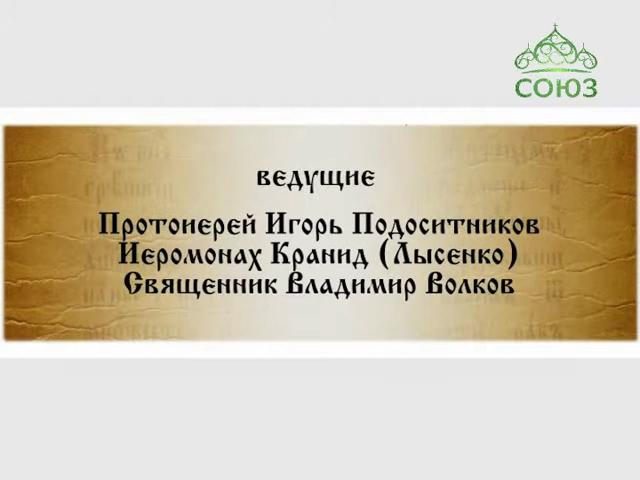 СОЮЗ
ведущие
Протоиерей Игорь Подоситников
Иеромонах Кранид (Лысенко)
Священник Владимир Волков